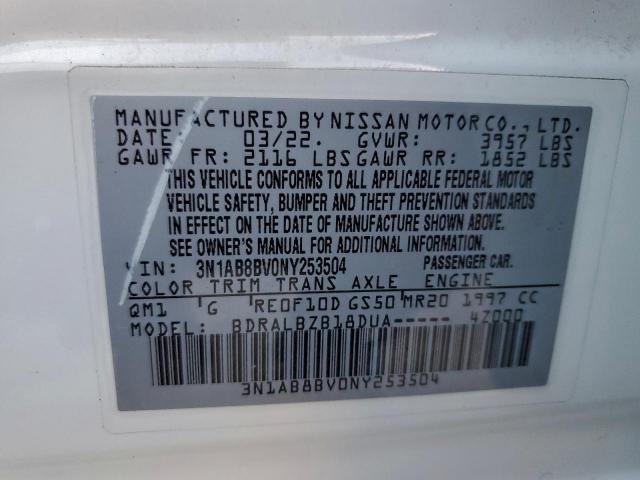 MANUFACTURED BY NISSAN MOTOR CO., LTD.
DATE: 03/22. GVWR: 3957 LBS
GAWR FR: 2116 LBS GAWR RR: 1852 LBS
THIS VEHICLE CONFORMS TO ALL APPLICABLE FEDERAL MOTOR
VEHICLE SAFETY, BUMPER AND THEFT PREVENTION STANDARDS
IN EFFECT ON THE DATE OF MANUFACTURE SHOWN ABOVE.
SEE OWNER'S MANUAL FOR ADDITIONAL INFORMATION.
VIN: 3N1AB8BV0NY253504 PASSENGER CAR.
COLOR TRIM TRANS AXLE ENGINE
QM1 G RE0F10D GS50 MR20 1997 CC
MODEL: BDRALBZB18DUA----- 4Z000
3N1AB8BV0NY253504